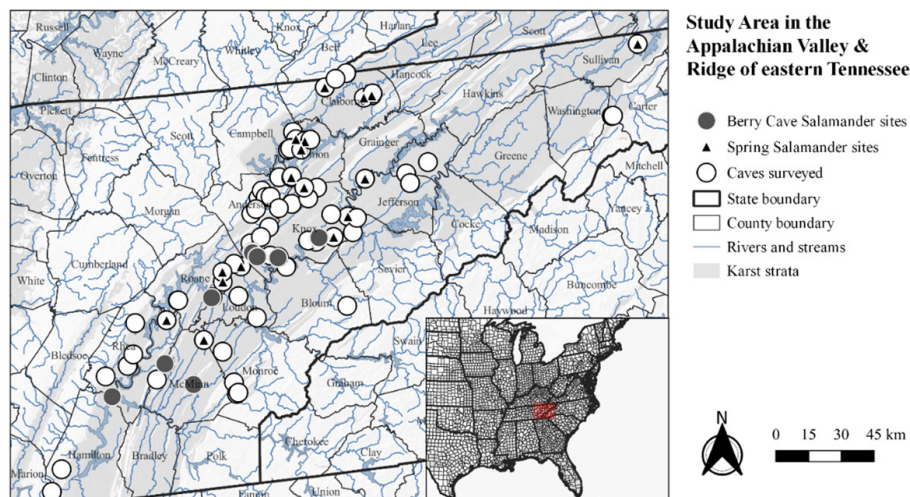 Study Area in the
Appalachian Valley &
Ridge of eastern Tennessee
Berry Cave Salamander sites
Spring Salamander sites
Caves surveyed
State boundary
County boundary
Rivers and streams
Karst strata
N
0 15 30 45 km
Russell
Wayne
McCreary
Whitley
Knox
Bell
Harlan
Lee
Scott
Sullivan
Clinton
Pickett
Hancock
Hawkins
Claiborne
Washington
Carter
Scott
Campbell
Fentress
Grainger
Greene
Mitchell
Overton
Morgan
Anderson
Jefferson
Knox
Cocke
Madison
Yancey
Cumberland
Roane
Sevier
Buncombe
White
Loudon
Blount
Haywood
Bledsoe
Rhea
Swain
McMinn
Monroe
Graham
Cherokee
Hamilton
Bradley
Polk
Clay
Marion
Fannin
Union